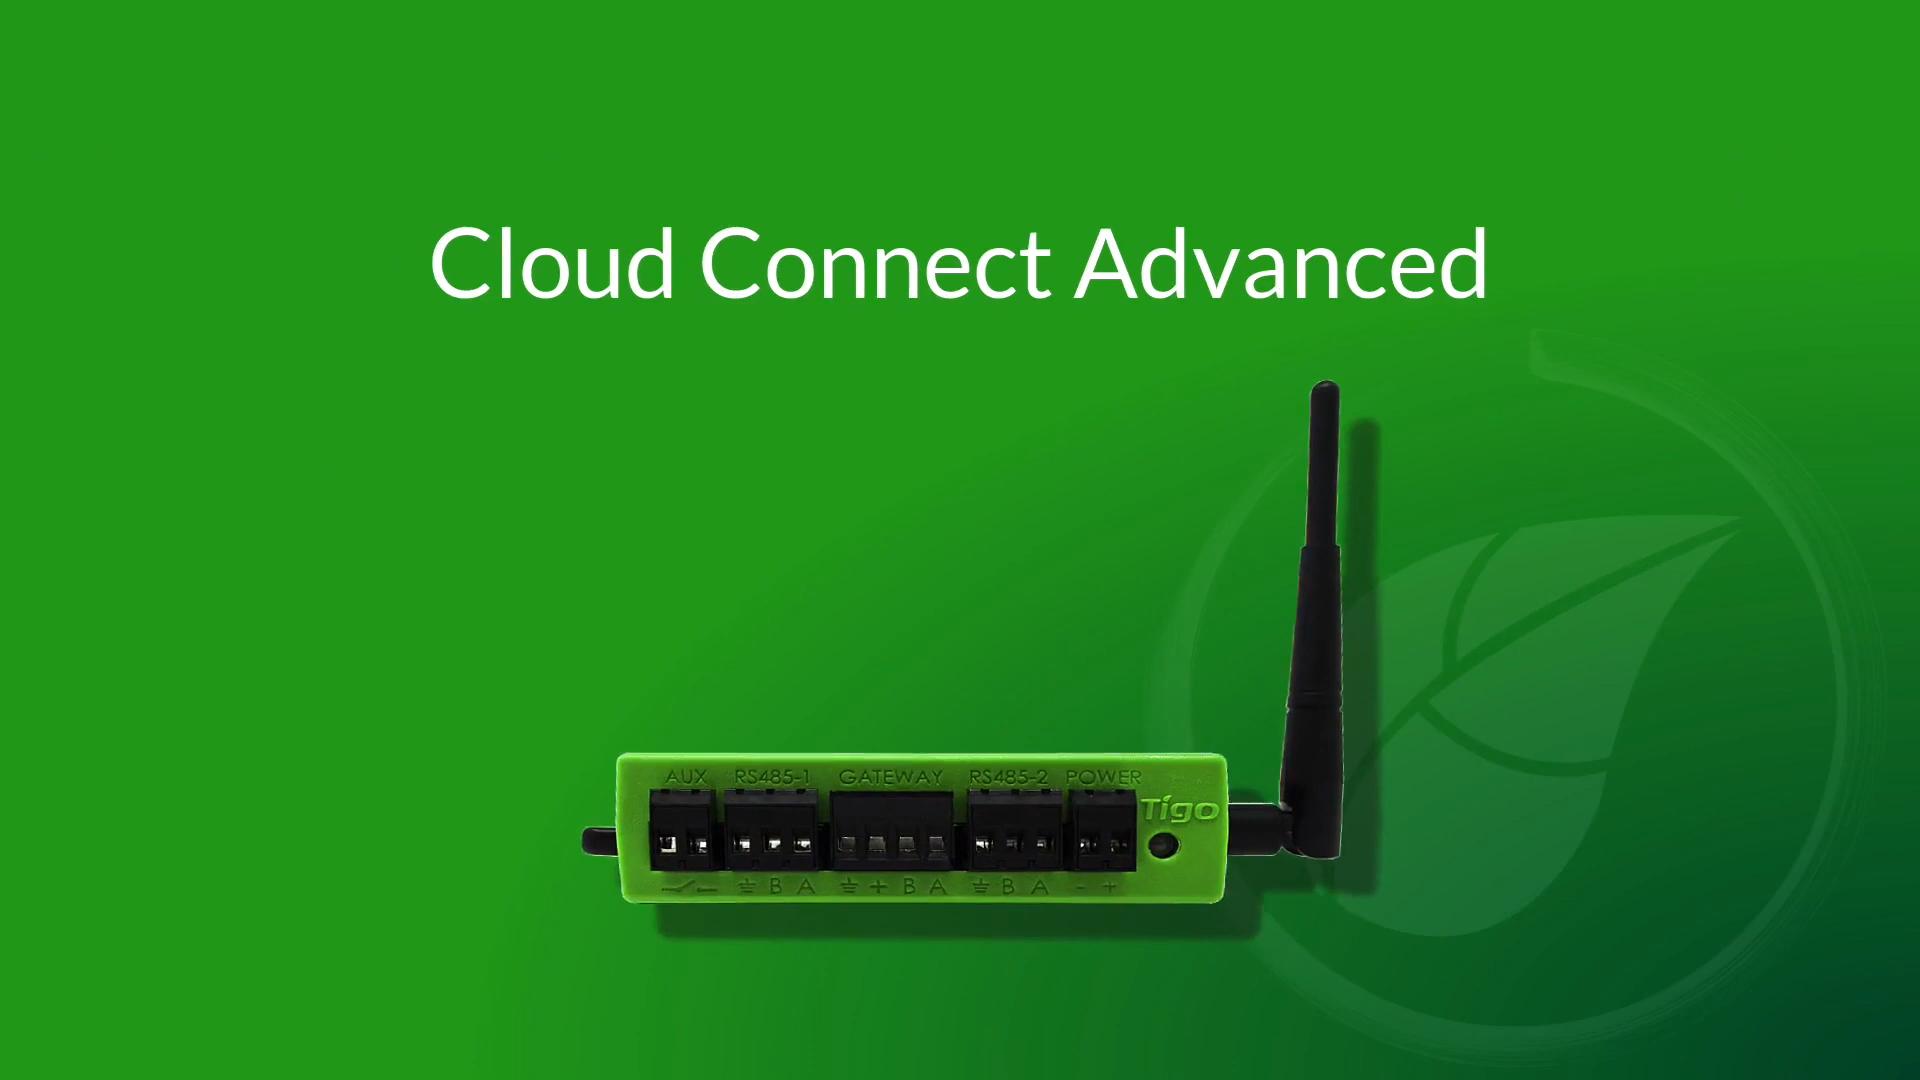 Cloud Connect Advanced
AUX RS485-1 GATEWAY RS485-2 POWER
Tigo
B A + B A B A - +